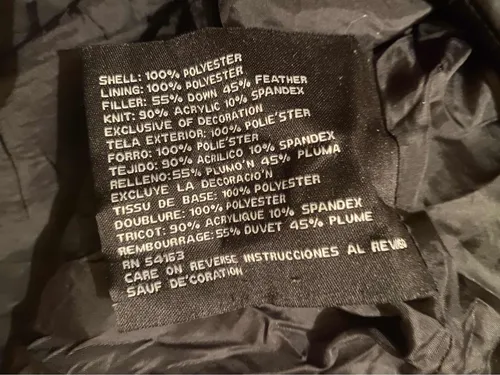 SHELL: 100% POLYESTER
LINING: 100% POLYESTER
FILLER: 55% DOWN 45% FEATHER
KNIT: 90% ACRYLIC 10% SPANDEX
EXCLUSIVE OF DECORATION
TELA EXTERIOR: 100% POLIE'STER
FORRO: 100% POLIE'STER
TEJIDO: 90% ACRILICO 10% SPANDEX
RELLENO: 55% PLUMO'N 45% PLUMA
EXCLUYE LA DECORACIO'N
TISSU DE BASE: 100% POLYESTER
DOUBLURE: 100% POLYESTER
TRICOT: 90% ACRYLIQUE 10% SPANDEX
REMBOURRAGE: 55% DUVET 45% PLUME
RN 54163
CARE ON REVERSE INSTRUCCIONES AL
SAUF DE'CORATION